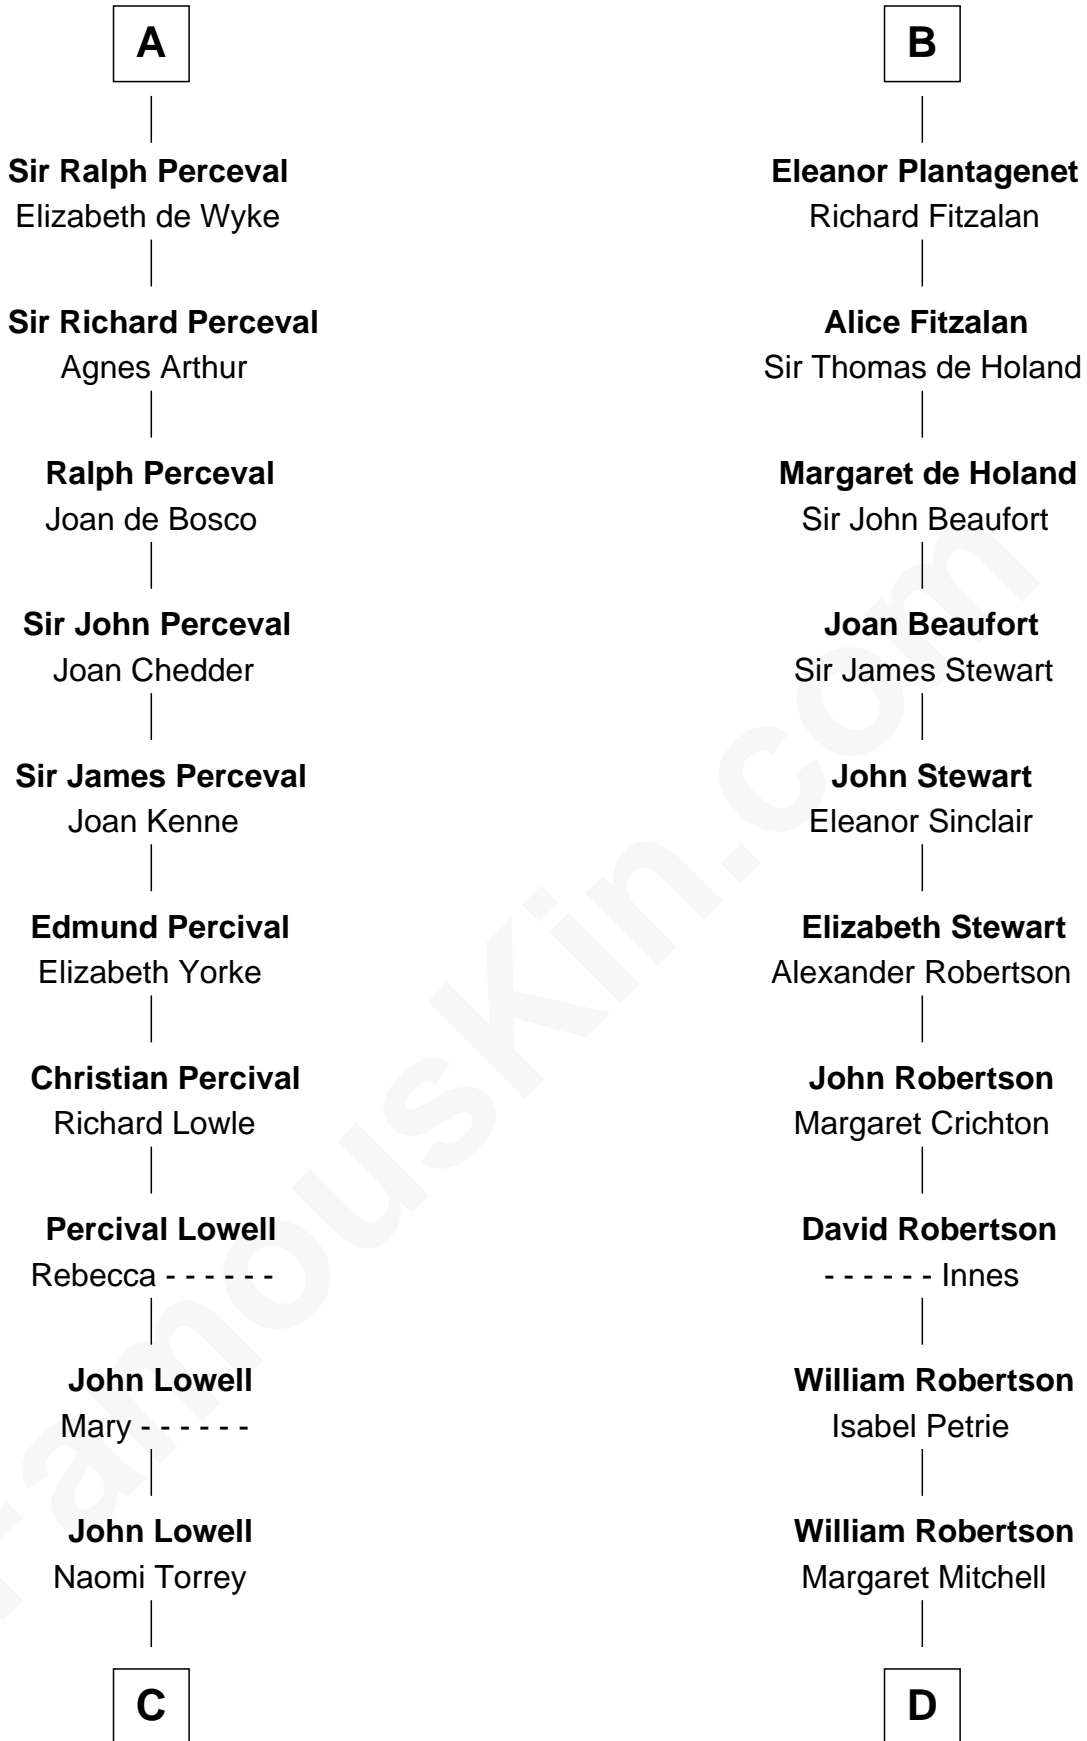 A
Sir Ralph Perceval
Elizabeth de Wyke
Sir Richard Perceval
Agnes Arthur
Ralph Perceval
Joan de Bosco
Sir John Perceval
Joan Chedder
Sir James Perceval
Joan Kenne
Edmund Percival
Elizabeth Yorke
Christian Percival
Richard Lowle
Percival Lowell
Rebecca - - - - - -
John Lowell
Mary - - - - - -
John Lowell
Naomi Torrey
C
B
Eleanor Plantagenet
Richard Fitzalan
Alice Fitzalan
Sir Thomas de Holand
Margaret de Holand
Sir John Beaufort
Joan Beaufort
Sir James Stewart
John Stewart
Eleanor Sinclair
Elizabeth Stewart
Alexander Robertson
John Robertson
Margaret Crichton
David Robertson
- - - - - - Innes
William Robertson
Isabel Petrie
William Robertson
Margaret Mitchell
D
FamousKin.com